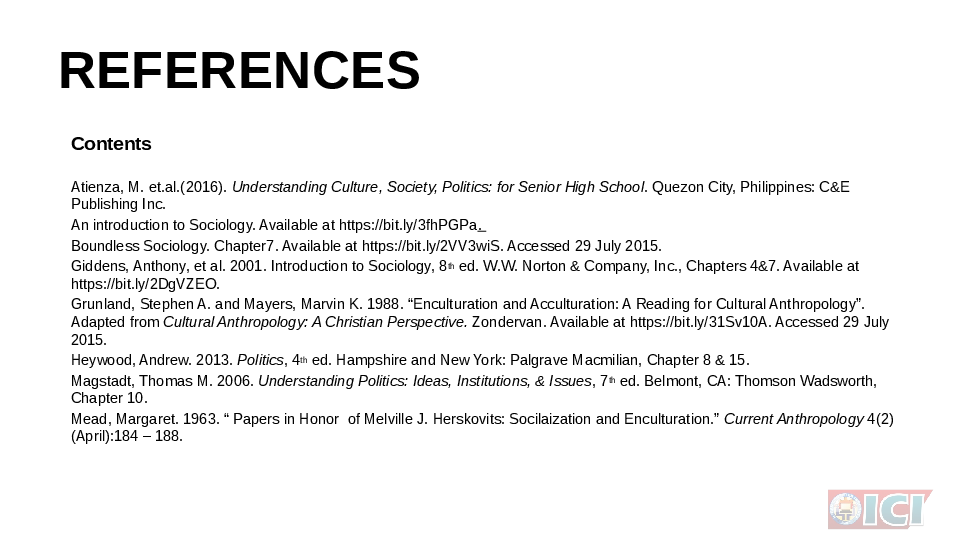 REFERENCES
Contents
Atienza, M. et.al.(2016). Understanding Culture, Society, Politics: for Senior High School. Quezon City, Philippines: C&E
Publishing Inc.
An introduction to Sociology. Available at https://bit.ly/3fhPGPa.
Boundless Sociology. Chapter7. Available at https://bit.ly/2VV3wiS. Accessed 29 July 2015.
Giddens, Anthony, et al. 2001. Introduction to Sociology, 8th ed. W.W. Norton & Company, Inc., Chapters 4&7. Available at
https://bit.ly/2DgVZEO.
Grunland, Stephen A. and Mayers, Marvin K. 1988. “Enculturation and Acculturation: A Reading for Cultural Anthropology”.
Adapted from Cultural Anthropology: A Christian Perspective. Zondervan. Available at https://bit.ly/31Sv10A. Accessed 29 July
2015.
Heywood, Andrew. 2013. Politics, 4th ed. Hampshire and New York: Palgrave Macmilian, Chapter 8 & 15.
Magstadt, Thomas M. 2006. Understanding Politics: Ideas, Institutions, & Issues, 7th ed. Belmont, CA: Thomson Wadsworth,
Chapter 10.
Mead, Margaret. 1963. “ Papers in Honor  of Melville J. Herskovits: Socilaization and Enculturation.” Current Anthropology 4(2)
(April):184 – 188.
ICI